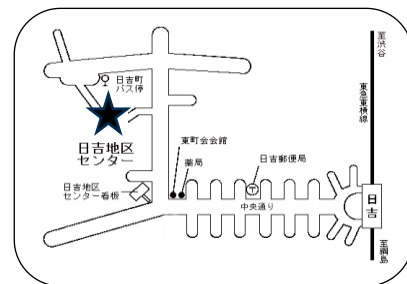 至渋谷
東急東横線
日吉町
バス停
日吉地区
センター
東町会会館
薬局
日吉郵便局
〒
日吉地区
センター看板
中央通り
日吉
至綱島